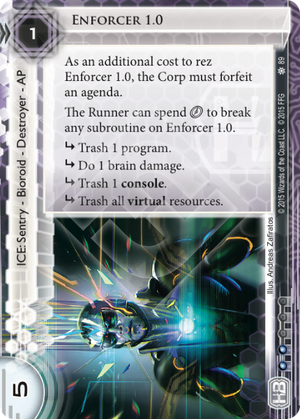 1
ENFORCER 1.0
As an additional cost to rez
Enforcer 1.0, the Corp must forfeit
an agenda.
The Runner can spend to break
any subroutine on Enforcer 1.0.
Trash 1 program.
Do 1 brain damage.
Trash 1 console.
Trash all virtual resources.
ICE: Sentry - Bioroid - Destroyer - AP
89
© 2015 Wizards of the Coast LLC. © 2015 FFG
Illus. Andreas Zafiratos
5
HB